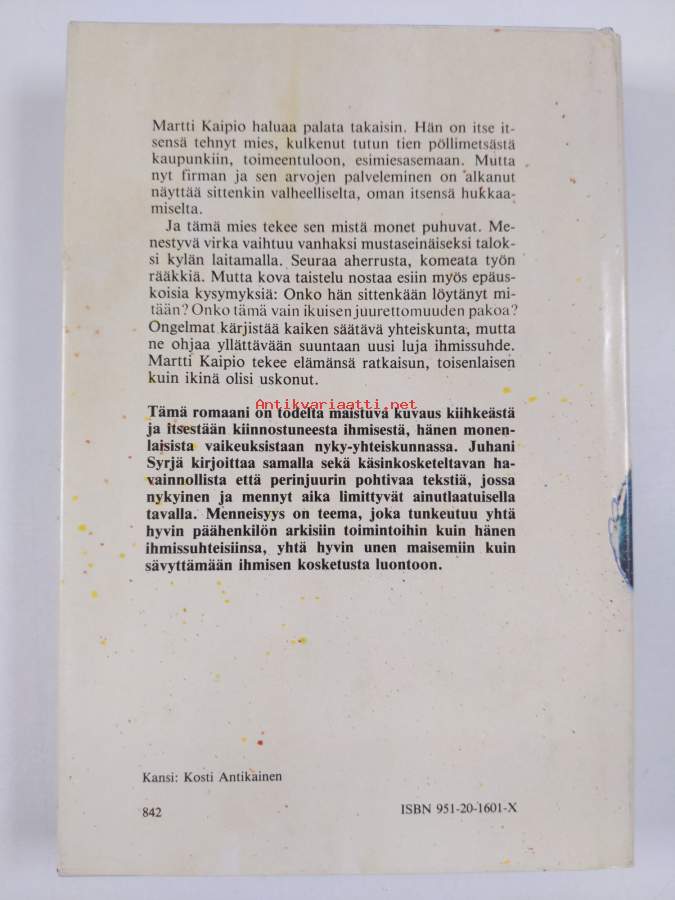 Martti Kaipio haluaa palata takaisin. Hän on itse it-
sensä tehnyt mies, kulkenut tutun tien pöllimetsästä
kaupunkiin, toimeentuloon, esimiesasemaan. Mutta
nyt firman ja sen arvojen palveleminen on alkanut
näyttää sittenkin valheelliselta, oman itsensä hukkaa-
miselta.
Ja tämä mies tekee sen mistä monet puhuvat. Me-
nestyvä virka vaihtuu vanhaksi mustaseinäiseksi talok-
si kylän laitamalla. Seuraa aherrusta, komeata työn
rääkkiä. Mutta kova taistelu nostaa esiin myös epäus-
koisia kysymyksiä: Onko hän sittenkään löytänyt mi-
tään? Onko tämä vain ikuisen juurettomuuden pakoa?
Ongelmat kärjistää kaiken säätävä yhteiskunta, mutta
ne ohjaa yllättävään suuntaan uusi luja ihmissuhde.
Martti Kaipio tekee elämänsä ratkaisun, toisenlaisen
kuin ikinä olisi uskonut.
Antikvariaatti.net
Tämä romaani on todelta maistuva kuvaus kiihkeästä
ja itsestään kiinnostuneesta ihmisestä, hänen monen-
laisista vaikeuksistaan nyky-yhteiskunnassa. Juhani
Syrjä kirjoittaa samalla sekä käsinkosketeltavan ha-
vainnollista että perinjuurin pohtivaa tekstiä, jossa
nykyinen ja mennyt aika limittyvät ainutlaatuisella
tavalla. Menneisyys on teema, joka tunkeutuu yhtä
hyvin päähenkilön arkisiin toimintoihin kuin hänen
ihmissuhteisiinsa, yhtä hyvin unen maisemiin kuin
sävyttämään ihmisen kosketusta luontoon.
Kansi: Kosti Antikainen
842
ISBN 951-20-1601-X